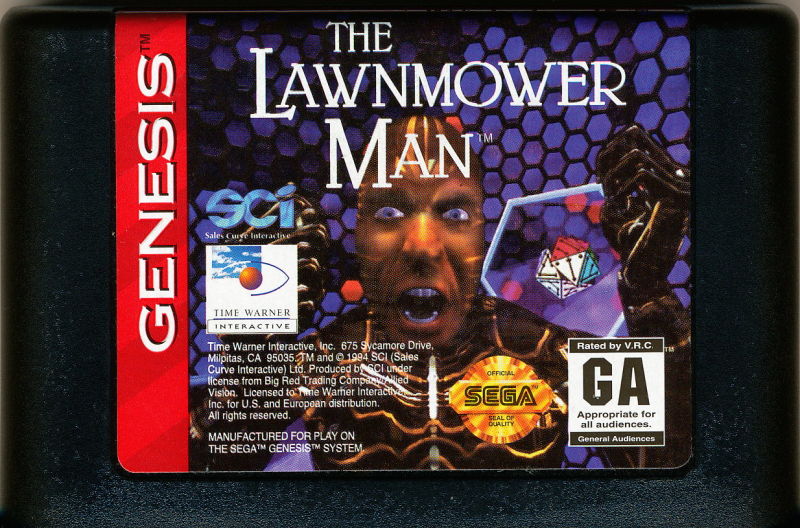 GENESIS™
THE
LAWNMOWER
MAN™
SCi
Sales Curve Interactive
TIME WARNER
INTERACTIVE
Time Warner Interactive, Inc. 675 Sycamore Drive,
Milpitas, CA 95035. TM and © 1994 SCI (Sales
Curve Interactive) Ltd. Produced by SCI under
license from Big Red Trading Company/Allied
Vision. Licensed to Time Warner Interactive,
Inc. for U.S. and European distribution.
All rights reserved.
MANUFACTURED FOR PLAY ON
THE SEGA™ GENESIS™ SYSTEM.
OFFICIAL
SEGA™
SEAL OF
QUALITY
Rated by V.R.C.™
GA
Appropriate for
all audiences.
General Audiences